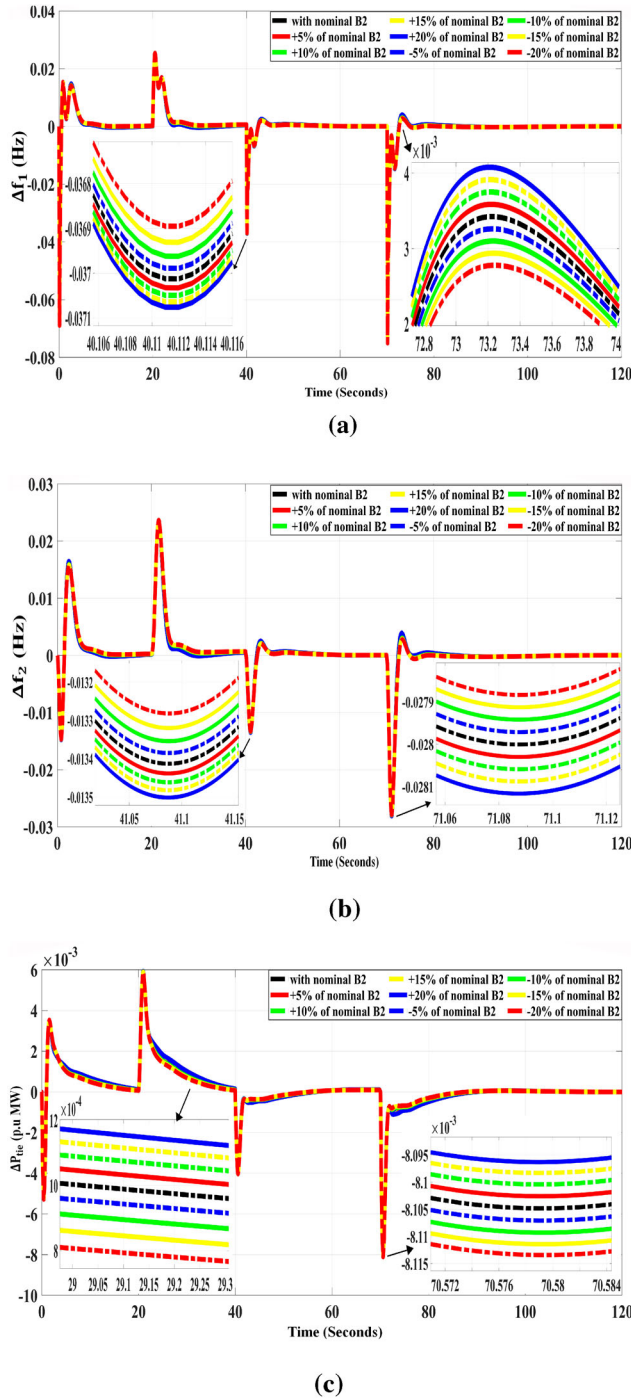 with nominal B2 +15% of nominal B2 -10% of nominal B2
+5% of nominal B2 +20% of nominal B2 -15% of nominal B2
+10% of nominal B2 -5% of nominal B2 -20% of nominal B2
0.04
0.02
0
-0.02
-0.04
-0.06
-0.08
Δf1 (Hz)
-0.0368
-0.0369
-0.037
-0.0371
40.106 40.108 40.11 40.112 40.114 40.116
×10-3
4
3
2
72.8 73 73.2 73.4 73.6 73.8 74
0 20 40 60 80 100 120
Time (Seconds)
(a)
with nominal B2 +15% of nominal B2 -10% of nominal B2
+5% of nominal B2 +20% of nominal B2 -15% of nominal B2
+10% of nominal B2 -5% of nominal B2 -20% of nominal B2
0.03
0.02
0.01
0
-0.01
-0.02
-0.03
Δf2 (Hz)
-0.0132
-0.0133
-0.0134
-0.0135
41.05 41.1 41.15
-0.0279
-0.028
-0.0281
71.06 71.08 71.1 71.12
0 20 40 60 80 100 120
Time (Seconds)
(b)
×10-3
with nominal B2 +15% of nominal B2 -10% of nominal B2
+5% of nominal B2 +20% of nominal B2 -15% of nominal B2
+10% of nominal B2 -5% of nominal B2 -20% of nominal B2
6
4
2
0
-2
-4
-6
-8
-10
ΔPtie (p.u MW)
×10-4
12
10
8
29 29.05 29.1 29.15 29.2 29.25 29.3
×10-3
-8.095
-8.1
-8.105
-8.11
-8.115
70.572 70.576 70.58 70.584
0 20 40 60 80 100 120
Time (Seconds)
(c)